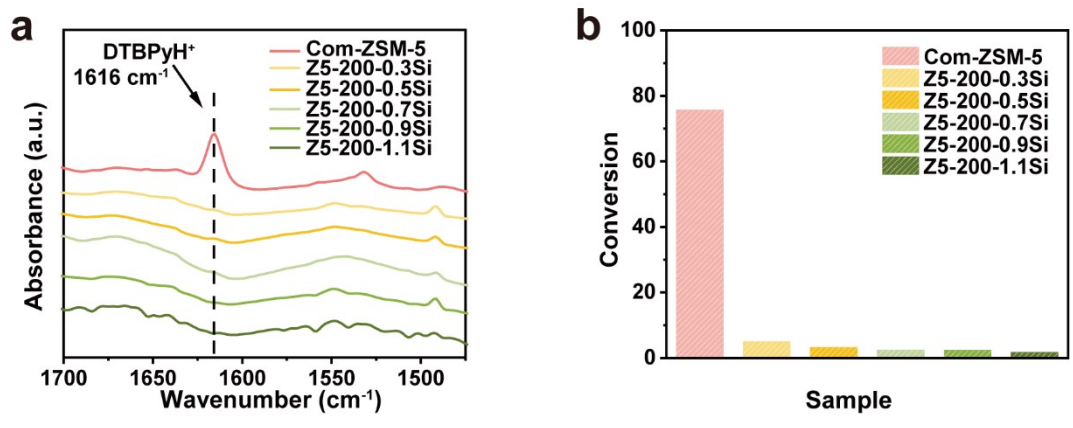 a
DTBPyH⁺
1616 cm⁻¹
Com-ZSM-5
Z5-200-0.3Si
Z5-200-0.5Si
Z5-200-0.7Si
Z5-200-0.9Si
Z5-200-1.1Si
Absorbance (a.u.)
1700 1650 1600 1550 1500
Wavenumber (cm⁻¹)
b
100
80
60
40
20
0
Conversion
Com-ZSM-5
Z5-200-0.3Si
Z5-200-0.5Si
Z5-200-0.7Si
Z5-200-0.9Si
Z5-200-1.1Si
Sample